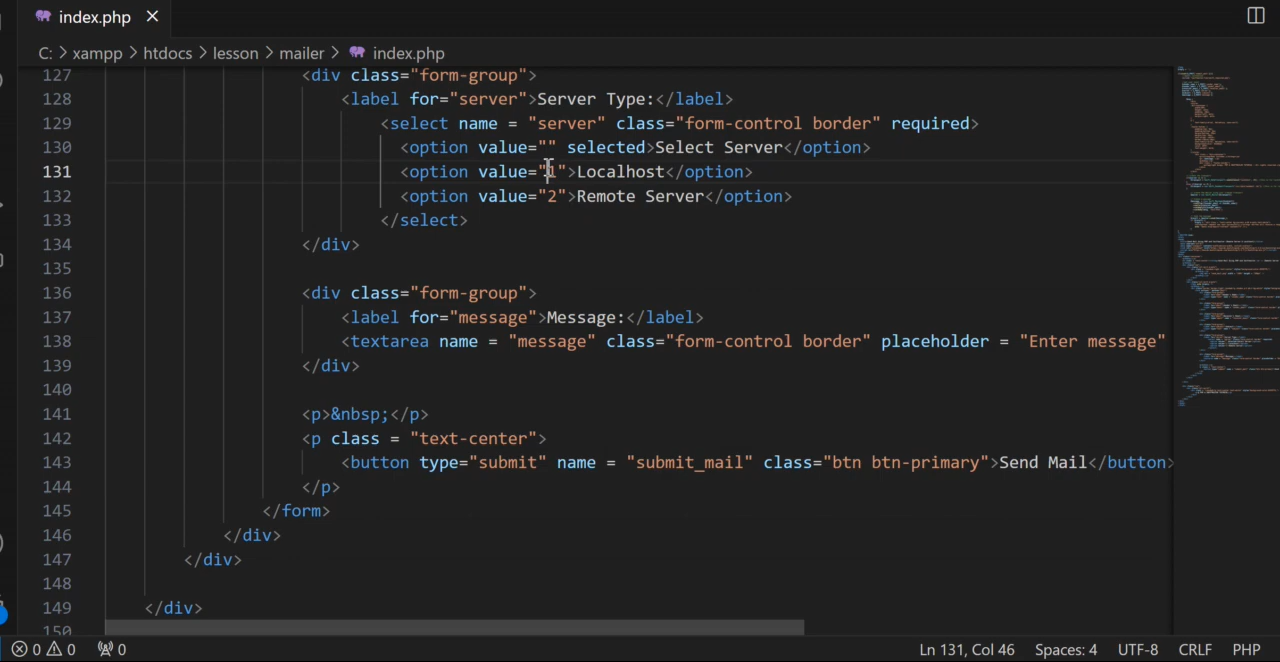 index.php
C: > xampp > htdocs > lesson > mailer > index.php
127 <div class="form-group">
128 <label for="server">Server Type:</label>
129 <select name = "server" class="form-control border" required>
130 <option value="" selected>Select Server</option>
131 <option value="1">Localhost</option>
132 <option value="2">Remote Server</option>
133 </select>
134 </div>
135
136 <div class="form-group">
137 <label for="message">Message:</label>
138 <textarea name = "message" class="form-control border" placeholder = "Enter message"
139 </div>
140
141 <p>&nbsp;</p>
142 <p class = "text-center">
143 <button type="submit" name = "submit_mail" class="btn btn-primary">Send Mail</button>
144 </p>
145 </form>
146 </div>
147 </div>
148
149 </div>
150
0 0 0 Ln 131, Col 46 Spaces: 4 UTF-8 CRLF PHP